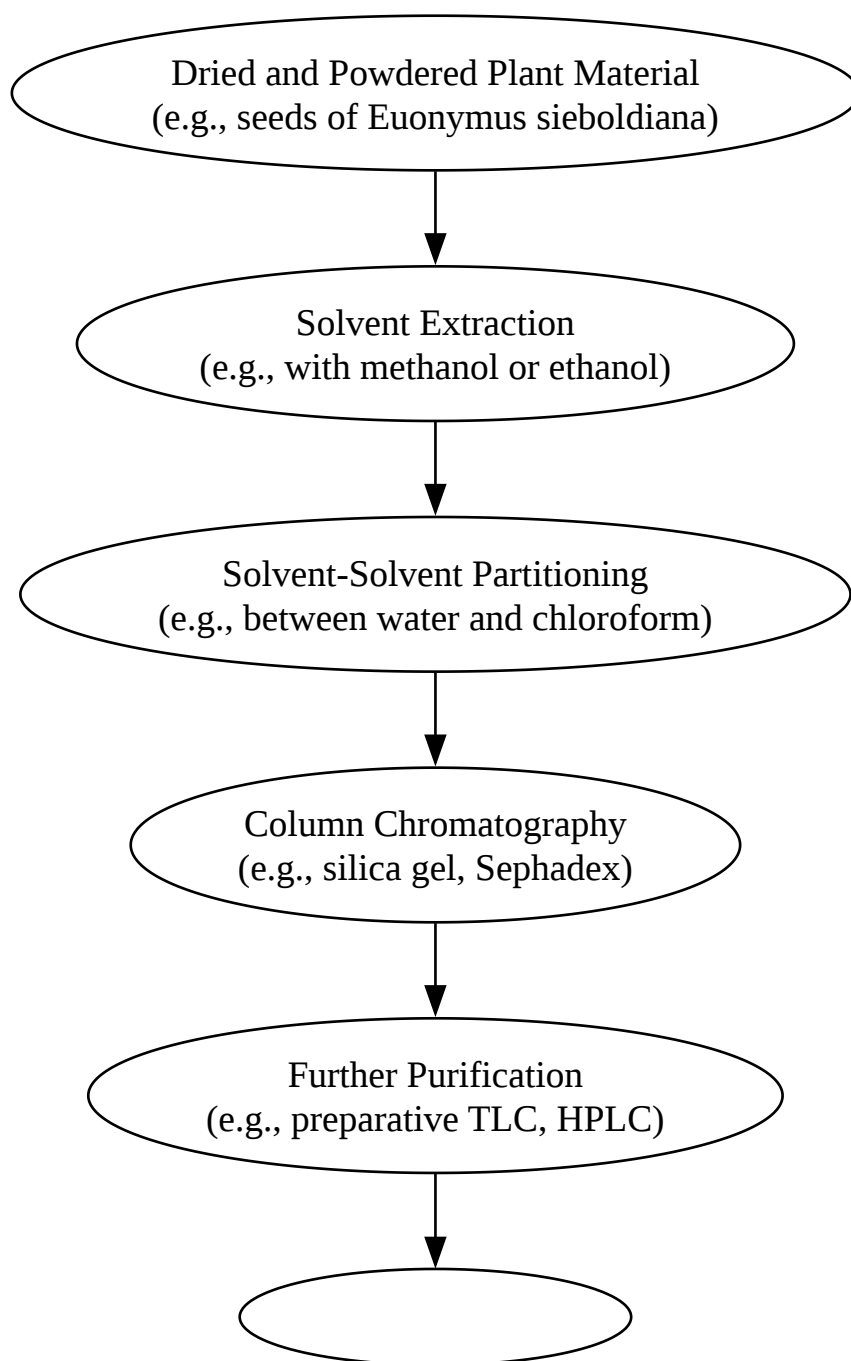 Dried and Powdered Plant Material
(e.g., seeds of Euonymus sieboldiana)
Solvent Extraction
(e.g., with methanol or ethanol)
Solvent-Solvent Partitioning
(e.g., between water and chloroform)
Column Chromatography
(e.g., silica gel, Sephadex)
Further Purification
(e.g., preparative TLC, HPLC)